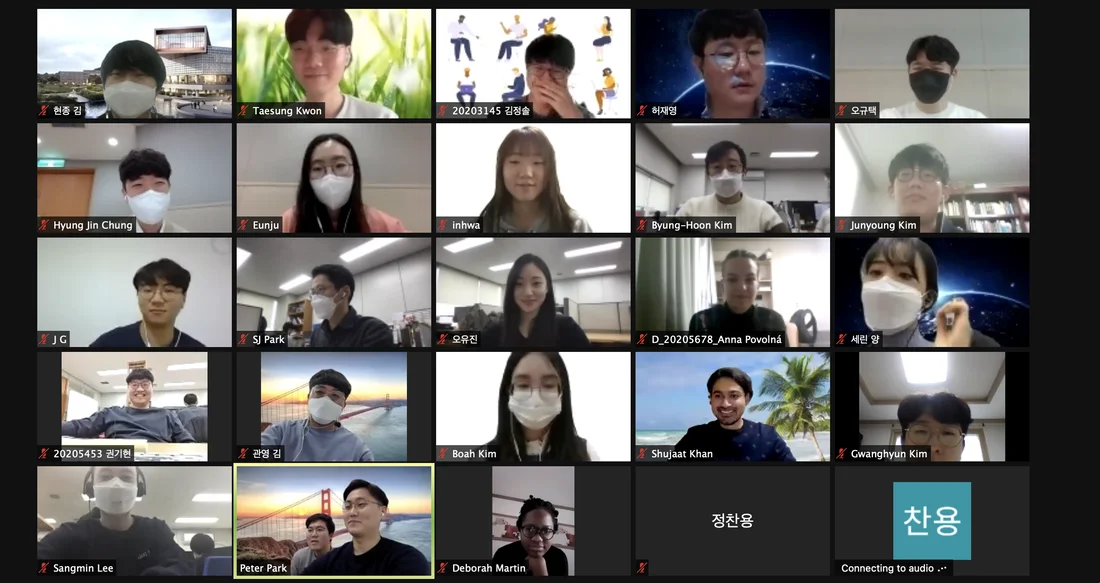 현종 김
Taesung Kwon
20203145 김정솔
허재영
오규택
Hyung Jin Chung
Eunju
inhwa
Byung-Hoon Kim
Junyoung Kim
J G
SJ Park
오유진
D_20205678_Anna Povolná
세린 양
20205453 권기현
관영 김
Boah Kim
Shujaat Khan
Gwanghyun Kim
Sangmin Lee
Peter Park
Deborah Martin
정찬용
찬용
Connecting to audio ···